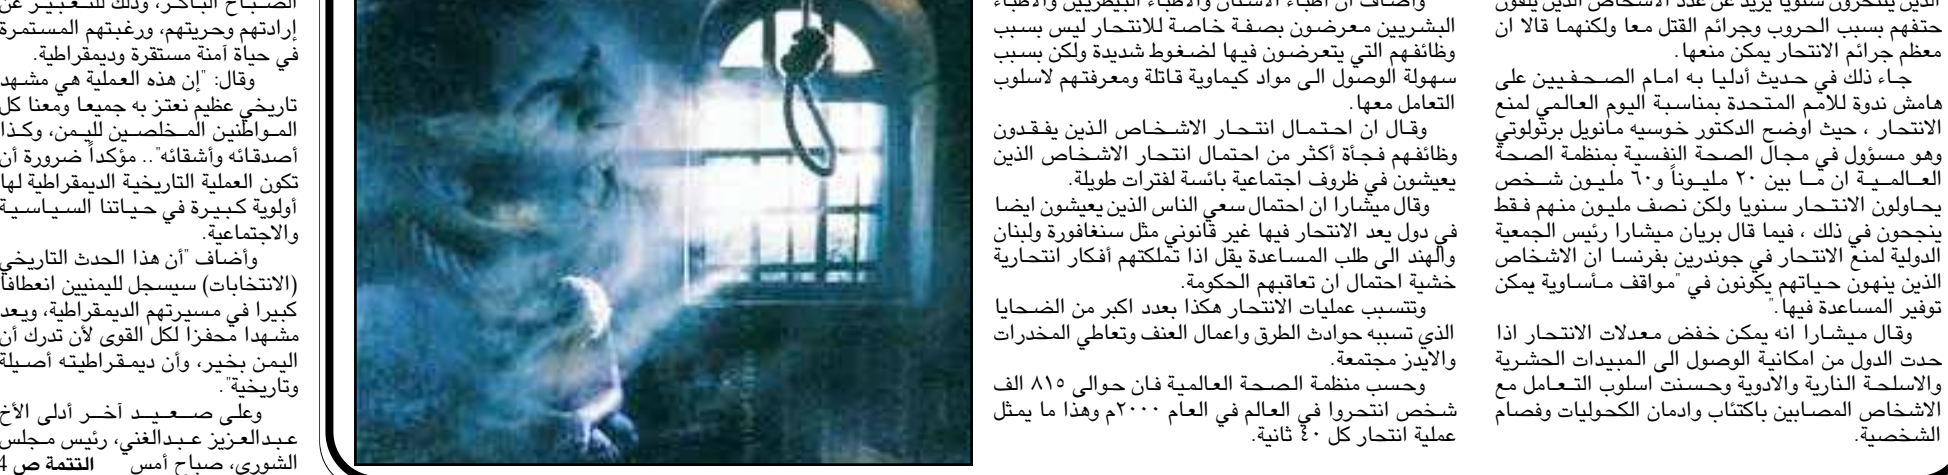 الذين ينتحرون سنويا يزيد عن عدد الاشخاص الذين يلقون
حتفهم بسبب الحروب وجرائم القتل معا ولكنهما قالا ان
معظم جرائم الانتحار يمكن منعها.
جاء ذلك في حديث أدليا به امام الصحفيين على
هامش ندوة للامم المتحدة بمناسبة اليوم العالمي لمنع
الانتحار ، حيث اوضح الدكتور خوسيه مانويل برتولوتي
وهو مسؤول في مجال الصحة النفسية بمنظمة الصحة
العالمية ان ما بين ٢٠ مليوناً و٦٠ مليون شخص
يحاولون الانتحار سنويا ولكن نصف مليون منهم فقط
ينجحون في ذلك ، فيما قال بريان ميشارا رئيس الجمعية
الدولية لمنع الانتحار في جوندرين بفرنسا ان الاشخاص
الذين ينهون حياتهم يكونون في "مواقف مأساوية يمكن
توفير المساعدة فيها."
وقال ميشارا انه يمكن خفض معدلات الانتحار اذا
حدت الدول من امكانية الوصول الى المبيدات الحشرية
والاسلحة النارية والادوية وحسنت اسلوب التعامل مع
الاشخاص المصابين باكتئاب وادمان الكحوليات وفصام
الشخصية.
واضاف ان اطباء الاسنان والاطباء البيطريين والاطباء
البشريين معرضون بصفة خاصة للانتحار ليس بسبب
وظائفهم التي يتعرضون فيها لضغوط شديدة ولكن بسبب
سهولة الوصول الى مواد كيماوية قاتلة ومعرفتهم لاسلوب
التعامل معها.
وقال ان احتمال انتحار الاشخاص الذين يفقدون
وظائفهم فجأة أكثر من احتمال انتحار الاشخاص الذين
يعيشون في ظروف اجتماعية بائسة لفترات طويلة.
وقال ميشارا ان احتمال سعي الناس الذين يعيشون ايضا
في دول يعد الانتحار فيها غير قانوني مثل سنغافورة ولبنان
والهند الى طلب المساعدة يقل اذا تملكتهم أفكار انتحارية
خشية احتمال ان تعاقبهم الحكومة.
وتتسبب عمليات الانتحار هكذا بعدد اكبر من الضحايا
الذي تسببه حوادث الطرق واعمال العنف وتعاطي المخدرات
والايدز مجتمعة.
وحسب منظمة الصحة العالمية فان حوالى ٨١٥ الف
شخص انتحروا في العالم في العام ٢٠٠٠م وهذا ما يمثل
عملية انتحار كل ٤٠ ثانية.
الصباح الباكر، وذلك للتعبير عن
إرادتهم وحريتهم، ورغبتهم المستمرة
في حياة آمنة مستقرة وديمقراطية.
وقال: "إن هذه العملية هي مشهد
تاريخي عظيم نعتز به جميعا ومعنا كل
المواطنين المخلصين لليمن، وكذا
أصدقائه وأشقائه".. مؤكداً ضرورة أن
تكون العملية التاريخية الديمقراطية لها
أولوية كبيرة في حياتنا السياسية
والاجتماعية.
وأضاف "أن هذا الحدث التاريخي
(الانتخابات) سيسجل لليمنيين انعطافا
كبيرا في مسيرتهم الديمقراطية، ويعد
مشهدا محفزا لكل القوى لأن تدرك أن
اليمن بخير، وأن ديمقراطيته أصيلة
وتاريخية".
وعلى صعيد آخر أدلى الأخ
عبدالعزيز عبدالغني، رئيس مجلس
الشورى، صباح أمس التتمة ص 4